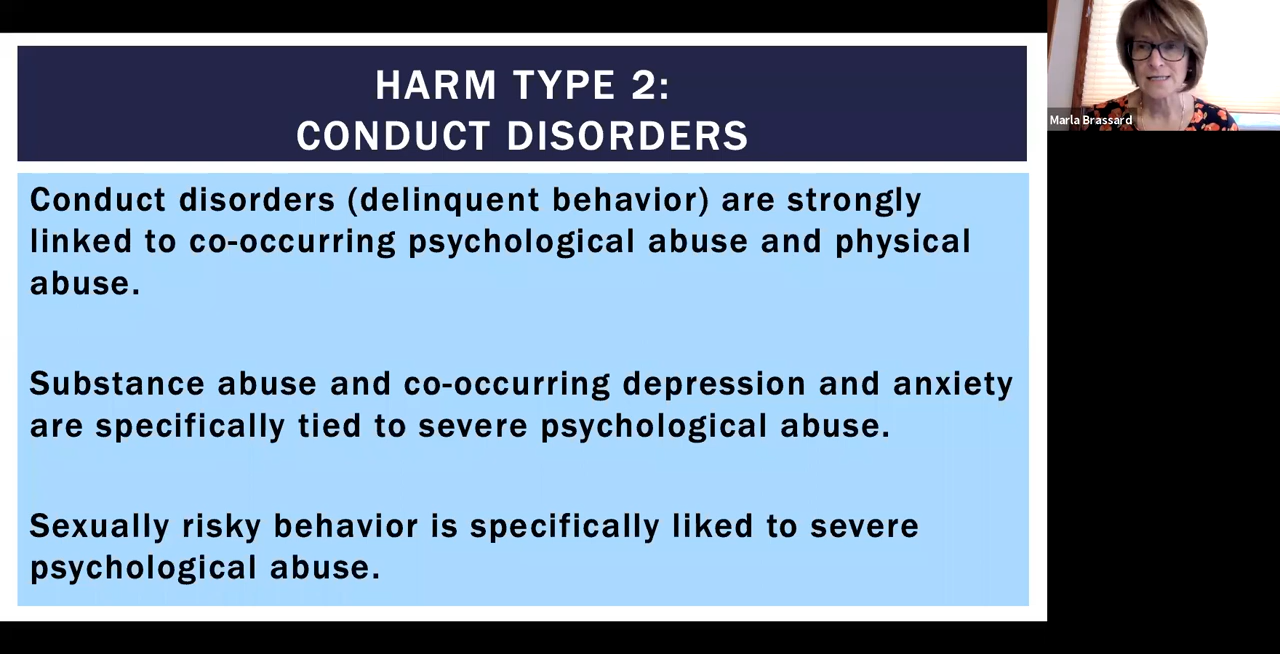 HARM TYPE 2:
CONDUCT DISORDERS
Conduct disorders (delinquent behavior) are strongly
linked to co-occurring psychological abuse and physical
abuse.
Substance abuse and co-occurring depression and anxiety
are specifically tied to severe psychological abuse.
Sexually risky behavior is specifically liked to severe
psychological abuse.
Marla Brassard